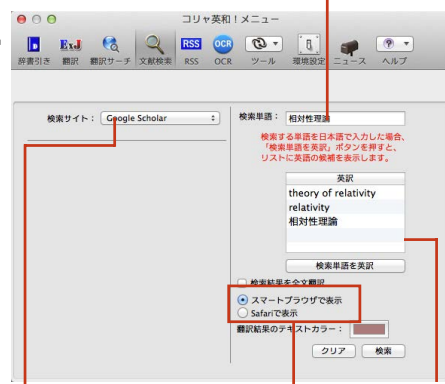 コリャ英和！メニュー
E×J
RSS
OCR
辞書引き 翻訳 翻訳サーチ 文献検索 RSS OCR ツール 環境設定 ニュース ヘルプ
検索サイト： Google Scholar
検索単語： 相対性理論
検索する単語を日本語で入力した場合、
「検索単語を英訳」ボタンを押すと、
リストに英語の候補を表示します。
英訳
theory of relativity
relativity
相対性理論
検索単語を英訳
検索結果を全文翻訳
スマートブラウザで表示
Safariで表示
翻訳結果のテキストカラー：
クリア 検索